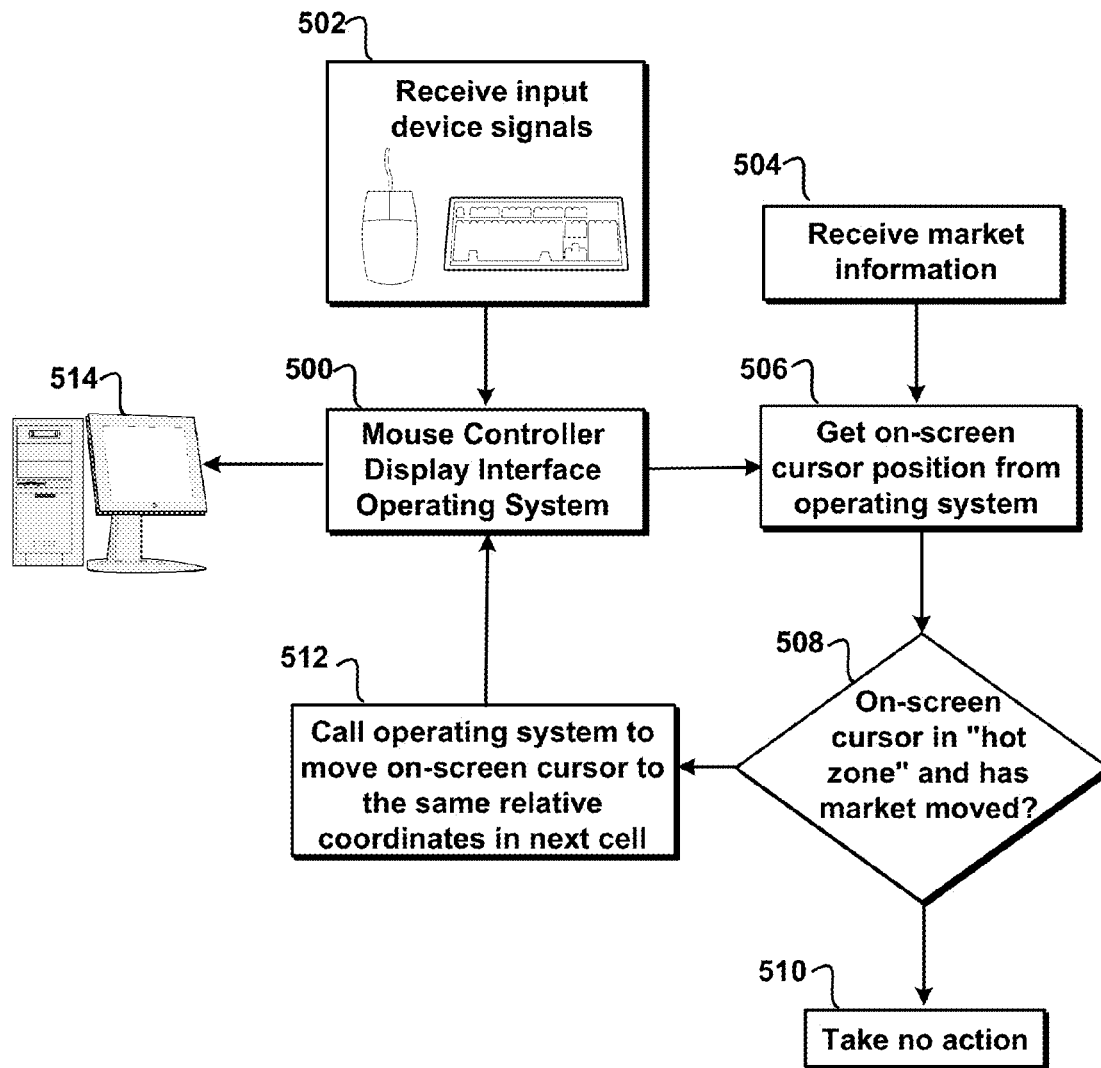 502
Receive input
device signals
504
Receive market
information
514
500
Mouse Controller
Display Interface
Operating System
506
Get on-screen
cursor position from
operating system
512
Call operating system to
move on-screen cursor to
the same relative
coordinates in next cell
508
On-screen
cursor in "hot
zone" and has
market moved?
510
Take no action